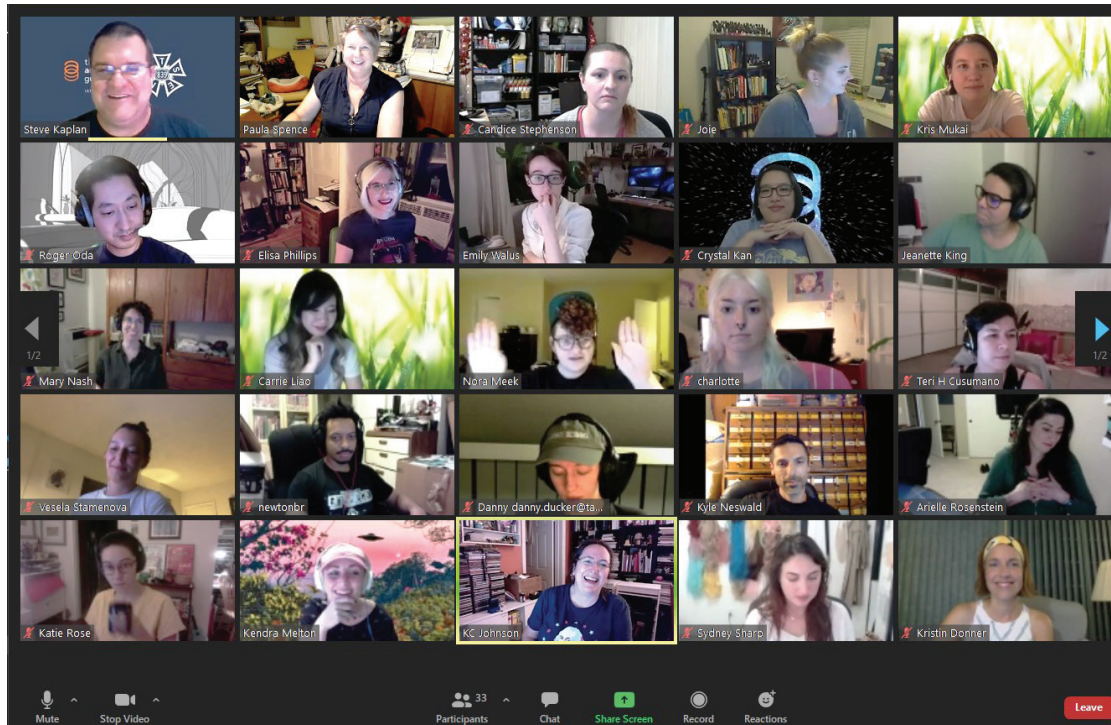 Steve Kaplan
839
Paula Spence
Candice Stephenson
Joie
Kris Mukai
Roger Oda
Elisa Phillips
Emily Walus
Crystal Kan
Jeanette King
1/2
Mary Nash
Carrie Liao
Nora Meek
charlotte
Teri H Cusumano
1/2
Vesela Stamenova
newtonbr
Danny danny.ducker@ta...
Kyle Neswald
Arielle Rosenstein
Katie Rose
Kendra Melton
KC Johnson
Sydney Sharp
Kristin Donner
Mute
Stop Video
33
Participants
Chat
Share Screen
Record
Reactions
Leave